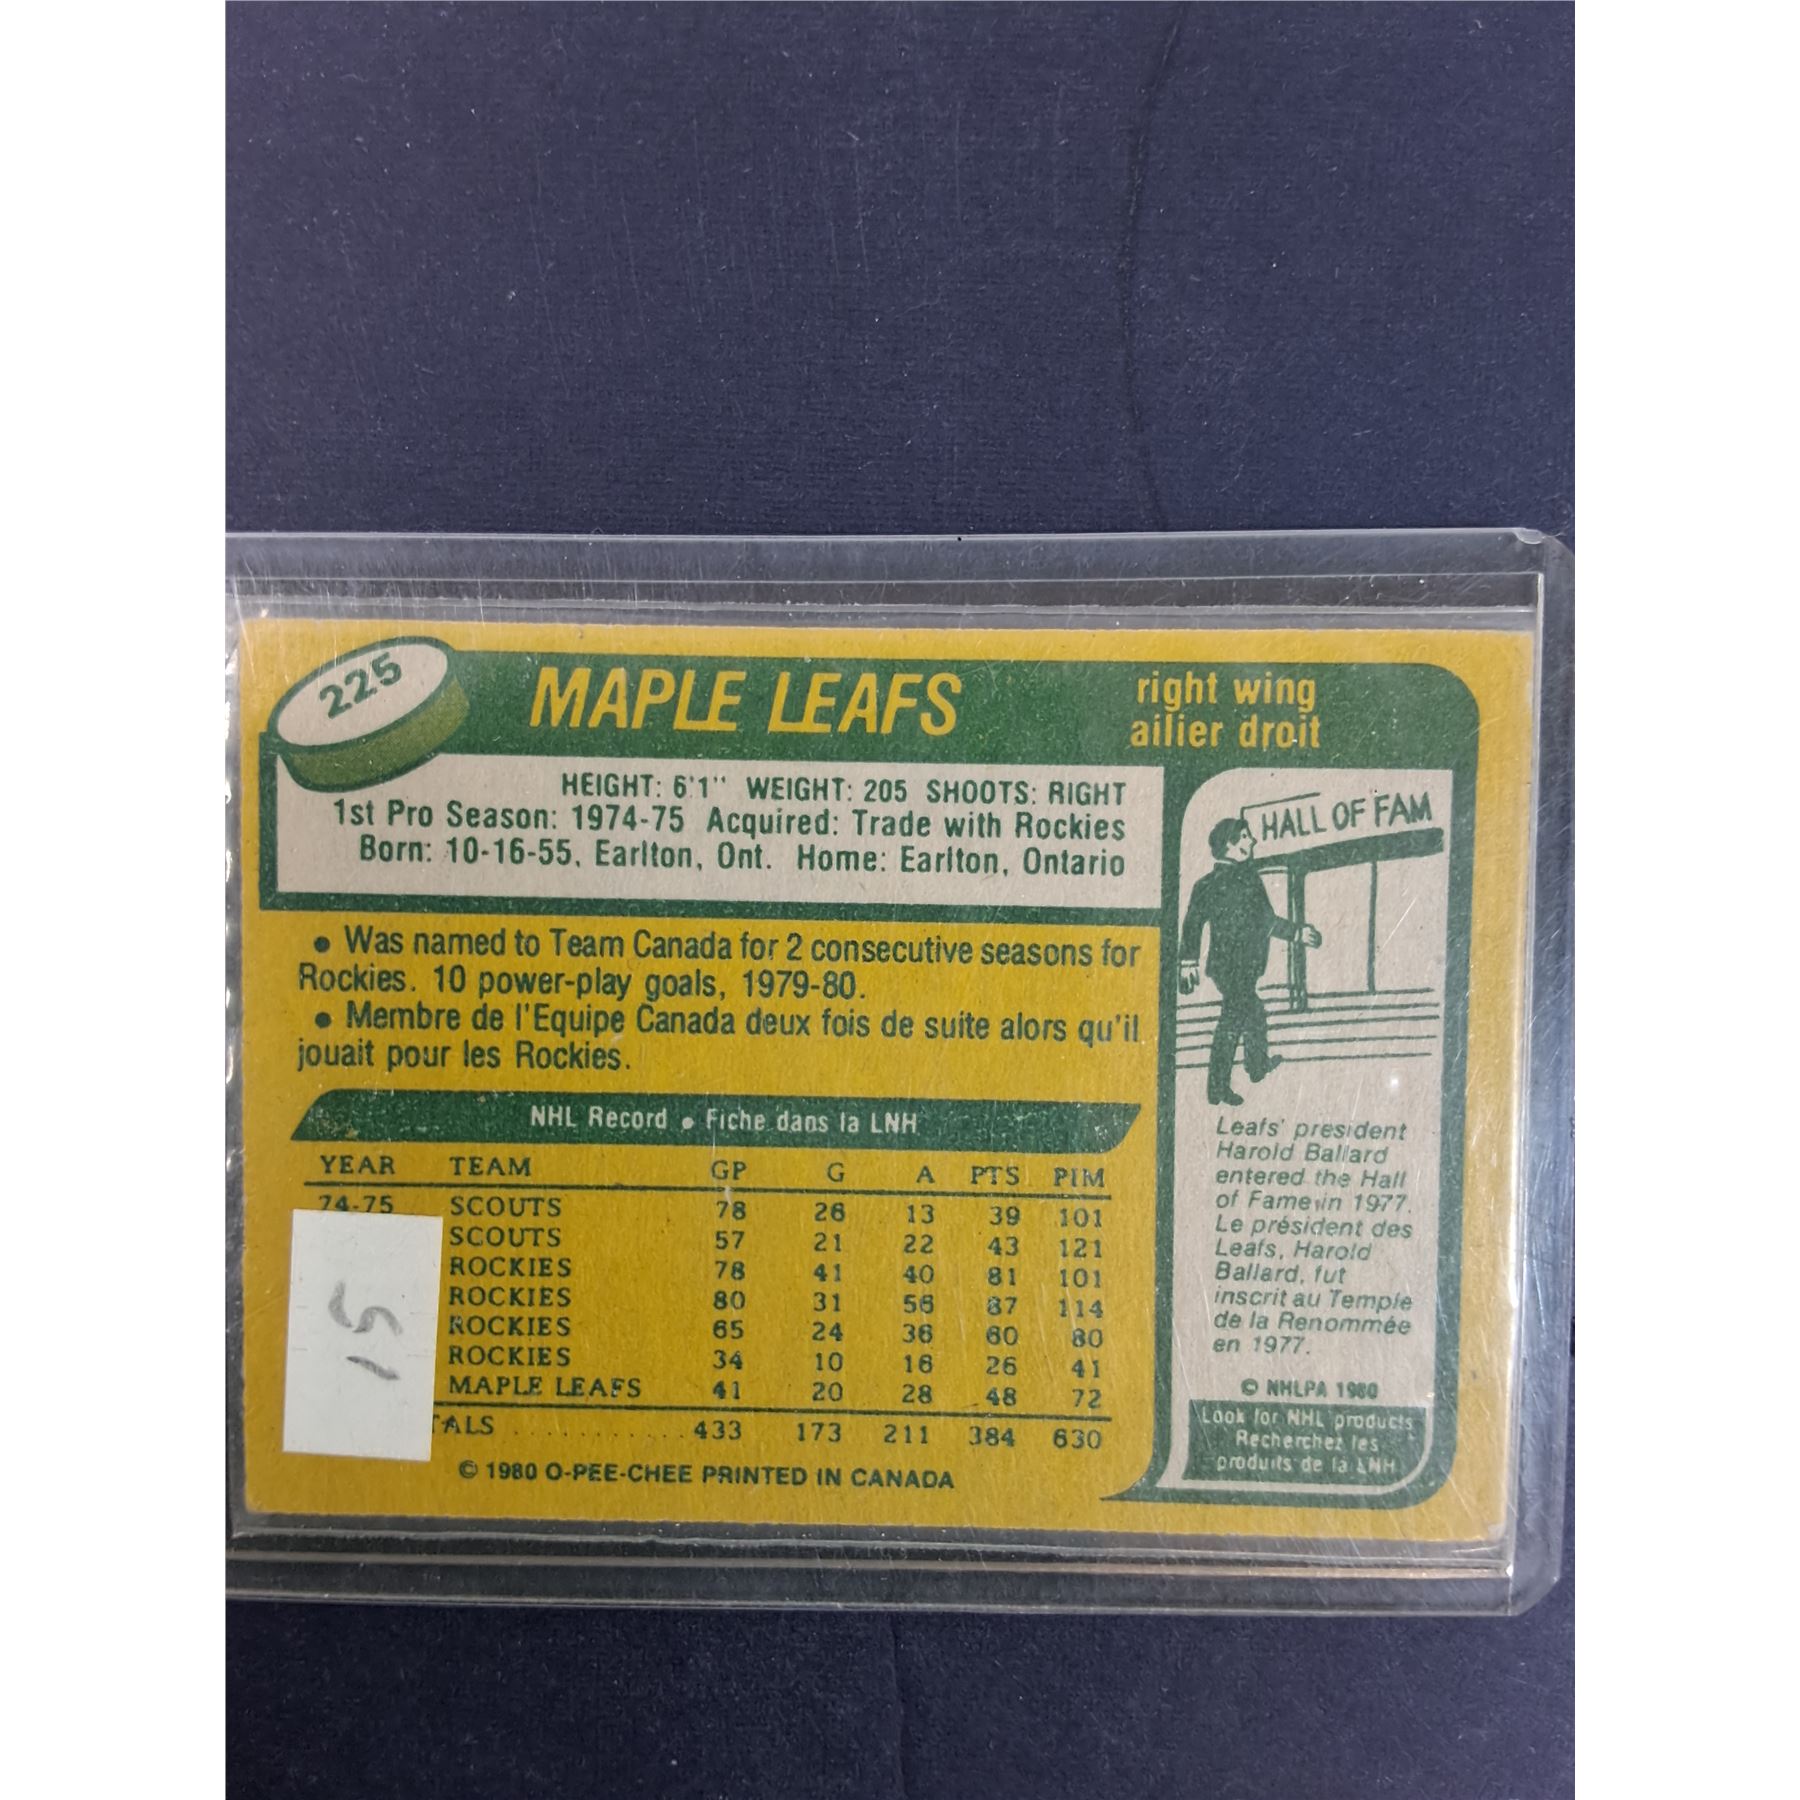 225
MAPLE LEAFS
right wing
ailier droit
HEIGHT: 6'1" WEIGHT: 205 SHOOTS: RIGHT
1st Pro Season: 1974-75 Acquired: Trade with Rockies
Born: 10-16-55, Earlton, Ont. Home: Earlton, Ontario
• Was named to Team Canada for 2 consecutive seasons for
Rockies. 10 power-play goals, 1979-80.
• Membre de l'Equipe Canada deux fois de suite alors qu'il
jouait pour les Rockies.
NHL Record • Fiche dans la LNH
YEAR TEAM GP G A PTS PIM
74-75 SCOUTS 78 26 13 39 101
SCOUTS 57 21 22 43 121
ROCKIES 78 41 40 81 101
ROCKIES 80 31 56 87 114
ROCKIES 65 24 36 60 80
ROCKIES 34 10 16 26 41
MAPLE LEAFS 41 20 28 48 72
TALS . . . . . . . . . . . 433 173 211 384 630
© 1980 O-PEE-CHEE PRINTED IN CANADA
15
HALL OF FAM
Leafs' president
Harold Ballard
entered the Hall
of Fame in 1977.
Le président des
Leafs, Harold
Ballard, fut
inscrit au Temple
de la Renommée
en 1977.
© NHLPA 1980
Look for NHL products
Recherchez les
produits de la LNH